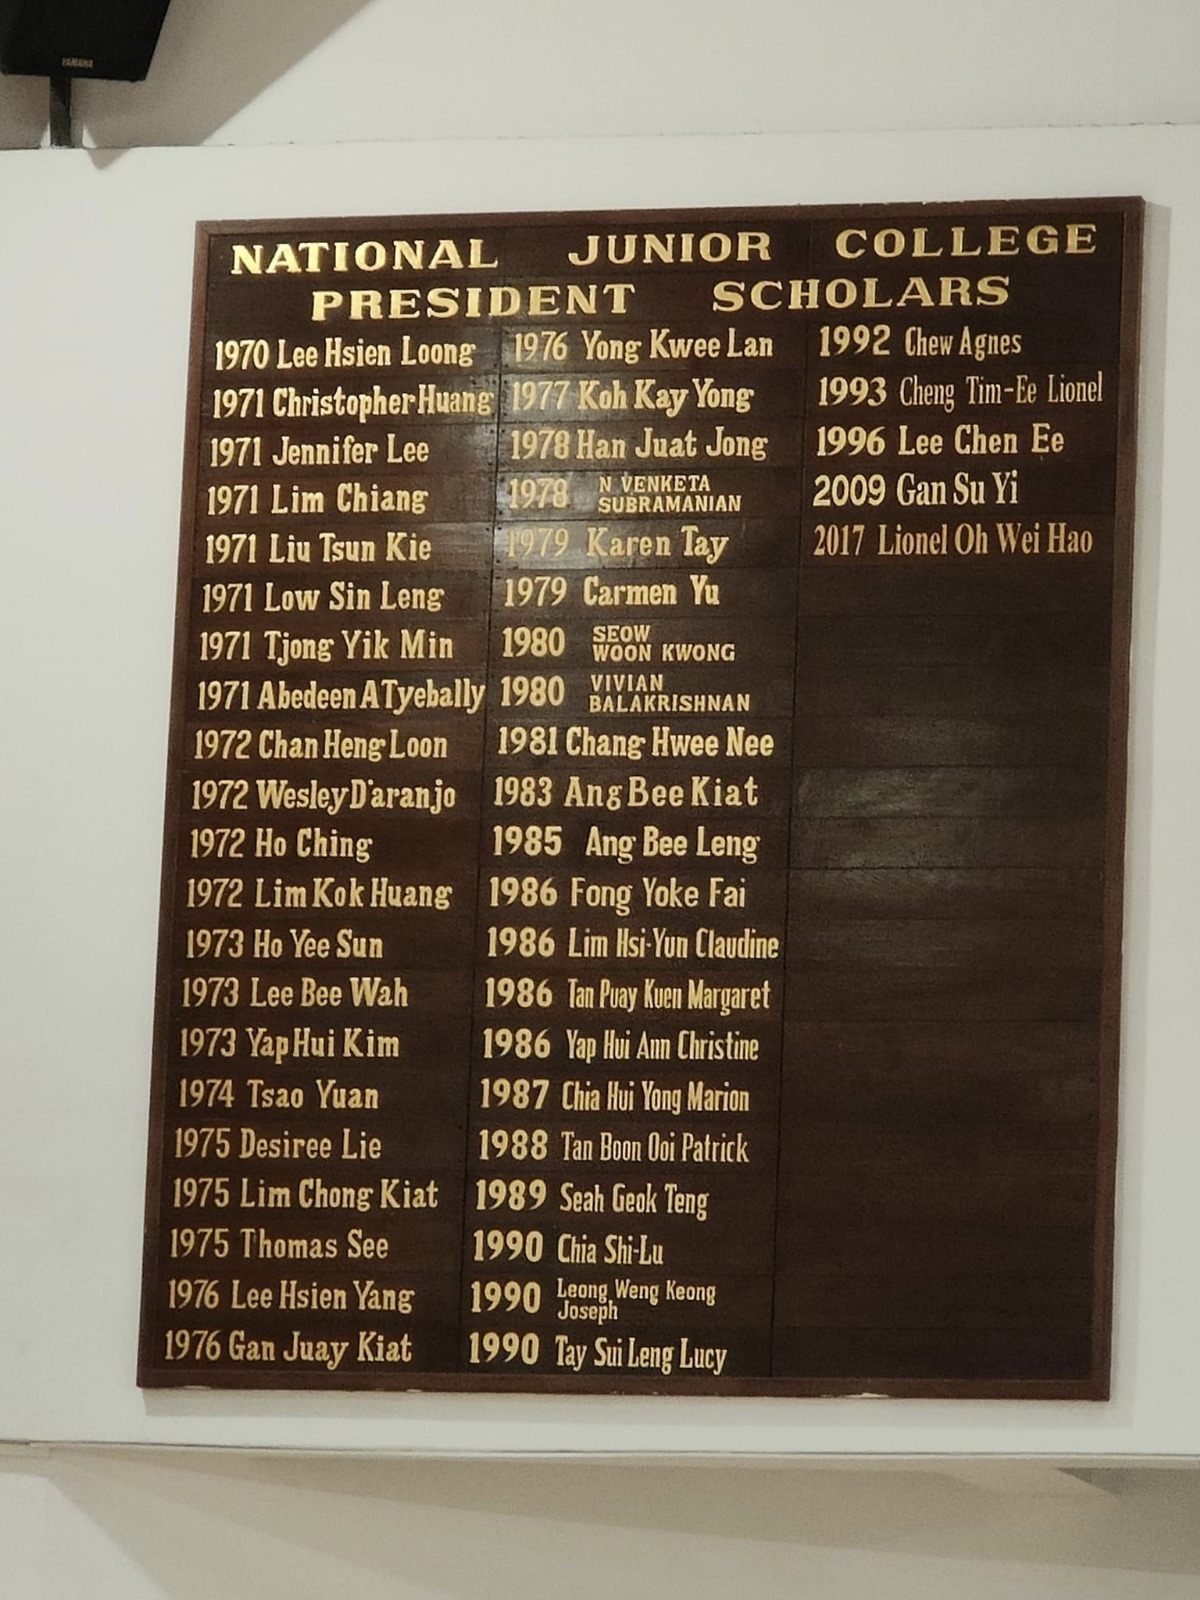 YAMAHA
NATIONAL JUNIOR COLLEGE
PRESIDENT SCHOLARS
1970 Lee Hsien Loong
1971 Christopher Huang
1971 Jennifer Lee
1971 Lim Chiang
1971 Liu Tsun Kie
1971 Low Sin Leng
1971 Tjong Yik Min
1971 Abedeen A Tyebally
1972 Chan Heng Loon
1972 Wesley D'aranjo
1972 Ho Ching
1972 Lim Kok Huang
1973 Ho Yee Sun
1973 Lee Bee Wah
1973 Yap Hui Kim
1974 Tsao Yuan
1975 Desiree Lie
1975 Lim Chong Kiat
1975 Thomas See
1976 Lee Hsien Yang
1976 Gan Juay Kiat
1976 Yong Kwee Lan
1977 Koh Kay Yong
1978 Han Juat Jong
1978 N VENKETA
SUBRAMANIAN
1979 Karen Tay
1979 Carmen Yu
1980 SEOW
WOON KWONG
1980 VIVIAN
BALAKRISHNAN
1981 Chang Hwee Nee
1983 Ang Bee Kiat
1985 Ang Bee Leng
1986 Fong Yoke Fai
1986 Lim Hsi-Yun Claudine
1986 Tan Puay Kuen Margaret
1986 Yap Hui Ann Christine
1987 Chia Hui Yong Marion
1988 Tan Boon Ooi Patrick
1989 Seah Geok Teng
1990 Chia Shi-Lu
1990 Leong Weng Keong
Joseph
1990 Tay Sui Leng Lucy
1992 Chew Agnes
1993 Cheng Tim-Ee Lionel
1996 Lee Chen Ee
2009 Gan Su Yi
2017 Lionel Oh Wei Hao